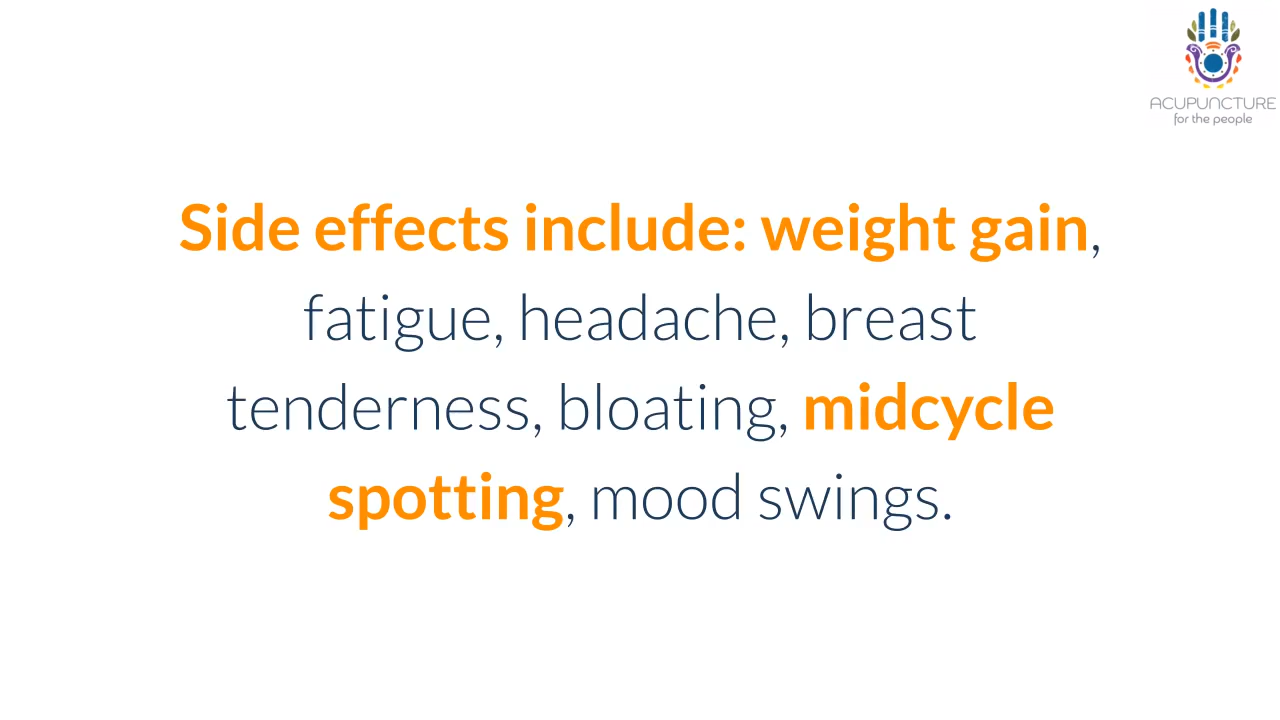 ACUPUNCTURE
for the people
Side effects include: weight gain,
fatigue, headache, breast
tenderness, bloating, midcycle
spotting, mood swings.